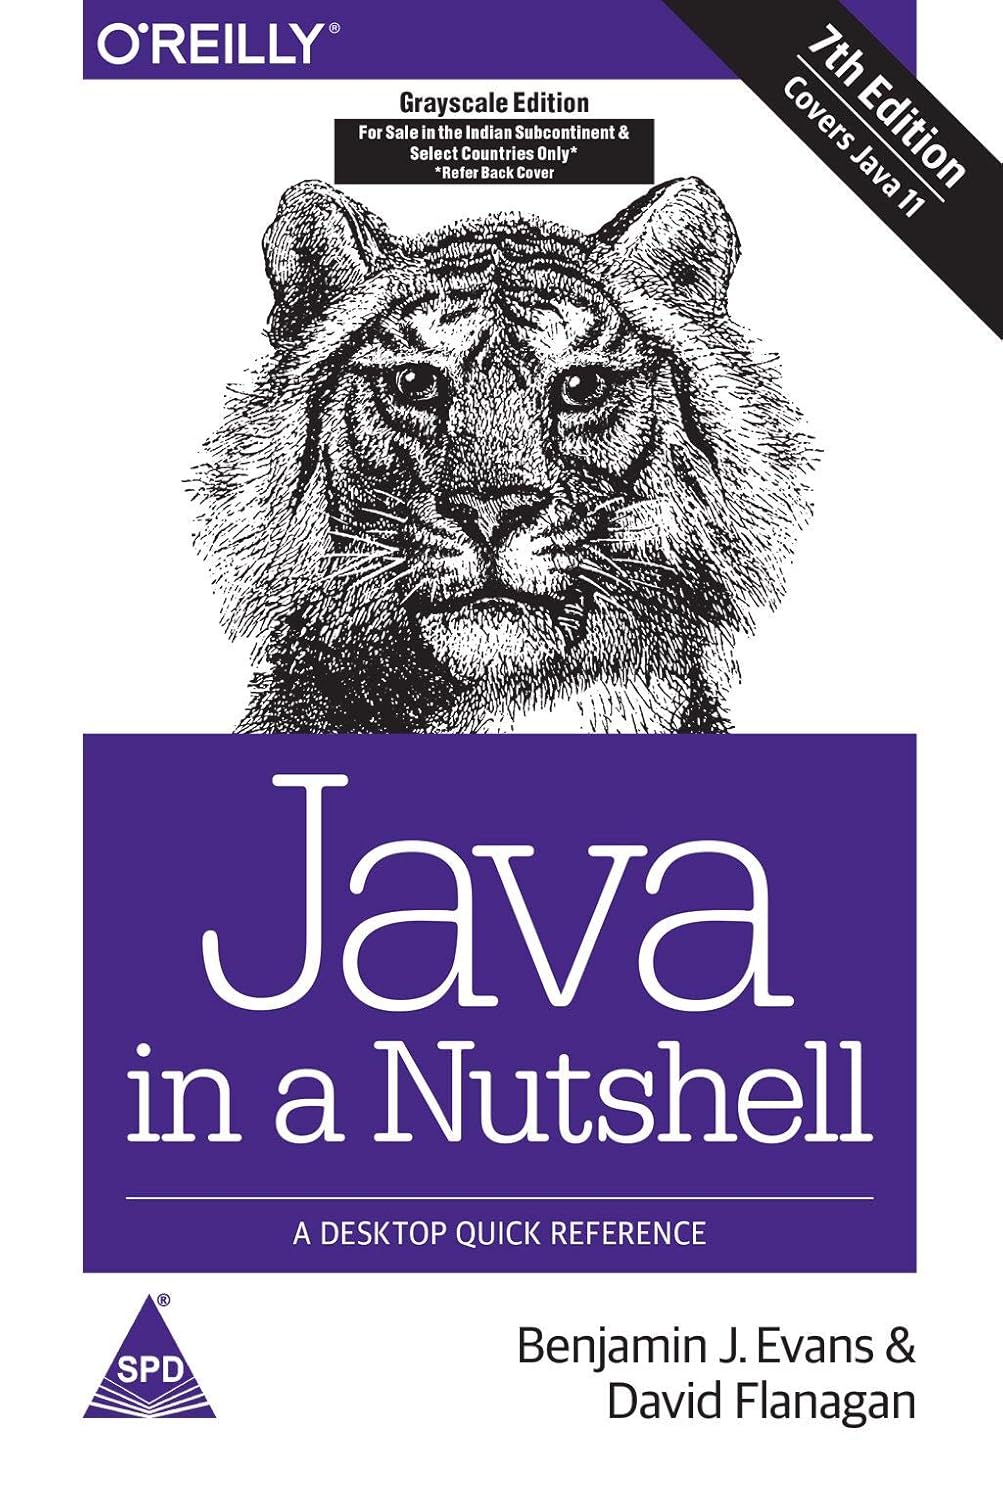 O'REILLY®
7th Edition
Covers Java 11
Grayscale Edition
For Sale in the Indian Subcontinent &
Select Countries Only*
*Refer Back Cover
Java
in a Nutshell
A DESKTOP QUICK REFERENCE
®
SPD
Benjamin J. Evans &
David Flanagan